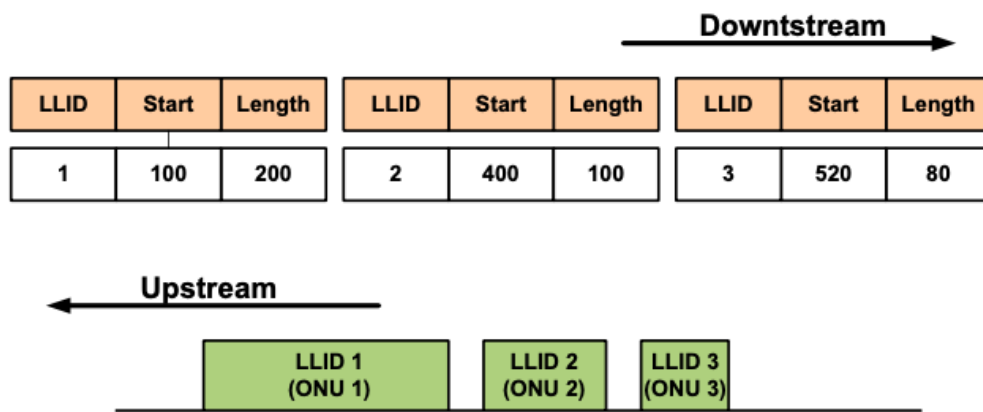 Downtstream
LLID Start Length LLID Start Length LLID Start Length
1 100 200 2 400 100 3 520 80
Upstream
LLID 1 LLID 2 LLID 3
(ONU 1) (ONU 2) (ONU 3)